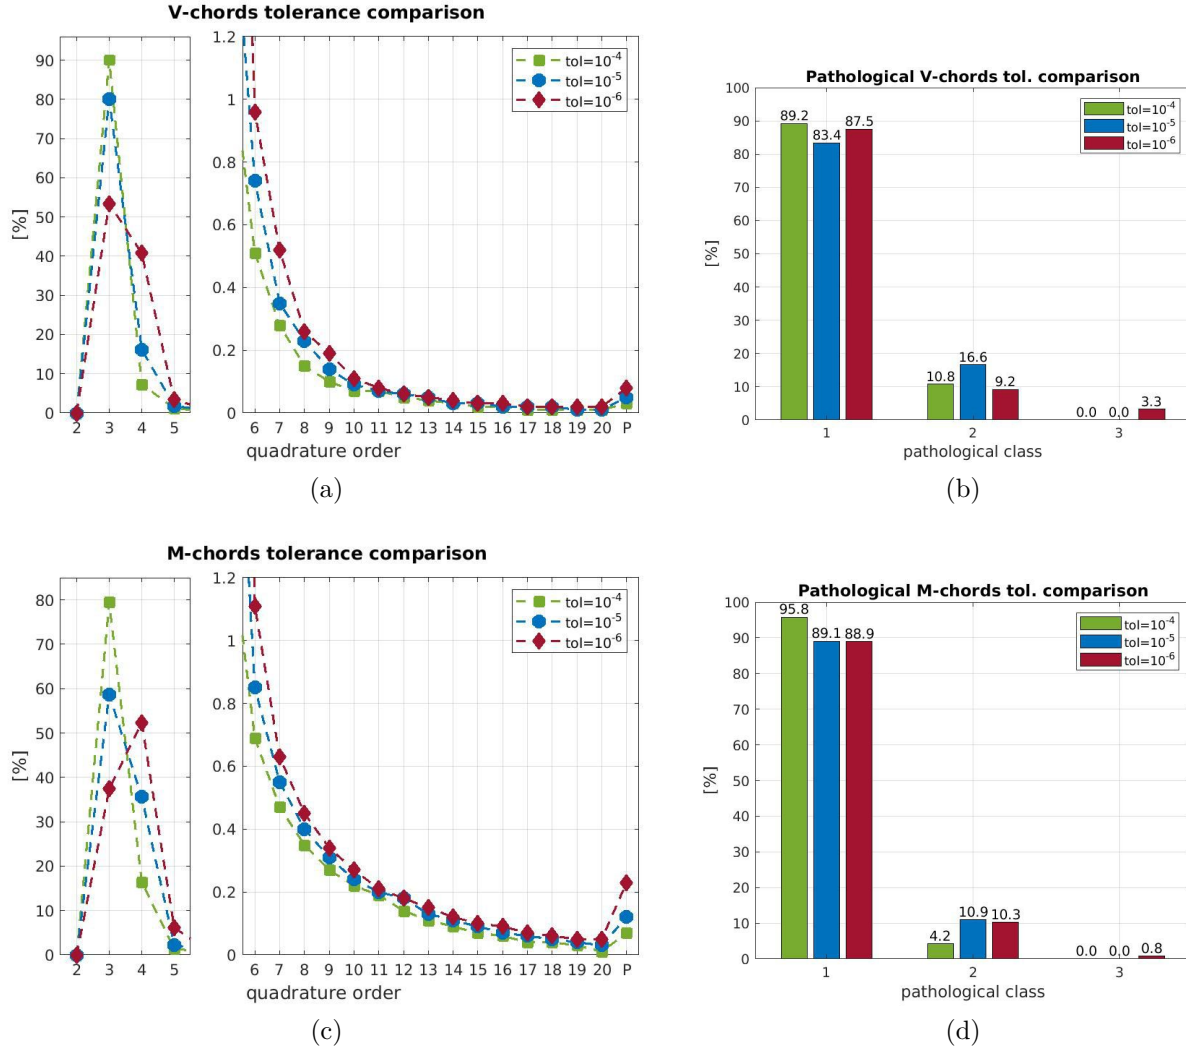 V-chords tolerance comparison
[%]
90
80
70
60
50
40
30
20
10
0
2 3 4 5
1.2
1
0.8
0.6
0.4
0.2
0
6 7 8 9 10 11 12 13 14 15 16 17 18 19 20 P
quadrature order
tol=10^-4
tol=10^-5
tol=10^-6
(a)
Pathological V-chords tol. comparison
[%]
100
90
80
70
60
50
40
30
20
10
0
89.2 83.4 87.5
10.8 16.6 9.2
0.0 0.0 3.3
tol=10^-4
tol=10^-5
tol=10^-6
1 2 3
pathological class
(b)
M-chords tolerance comparison
[%]
80
70
60
50
40
30
20
10
0
2 3 4 5
1.2
1
0.8
0.6
0.4
0.2
0
6 7 8 9 10 11 12 13 14 15 16 17 18 19 20 P
quadrature order
tol=10^-4
tol=10^-5
tol=10^-6
(c)
Pathological M-chords tol. comparison
[%]
100
90
80
70
60
50
40
30
20
10
0
95.8 89.1 88.9
4.2 10.9 10.3
0.0 0.0 0.8
tol=10^-4
tol=10^-5
tol=10^-6
1 2 3
pathological class
(d)